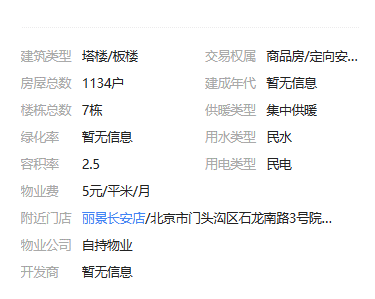 建筑类型 塔楼/板楼 交易权属 商品房/定向安...
房屋总数 1134户 建成年代 暂无信息
楼栋总数 7栋 供暖类型 集中供暖
绿化率 暂无信息 用水类型 民水
容积率 2.5 用电类型 民电
物业费 5元/平米/月
附近门店 丽景长安店/北京市门头沟区石龙南路3号院...
物业公司 自持物业
开发商 暂无信息